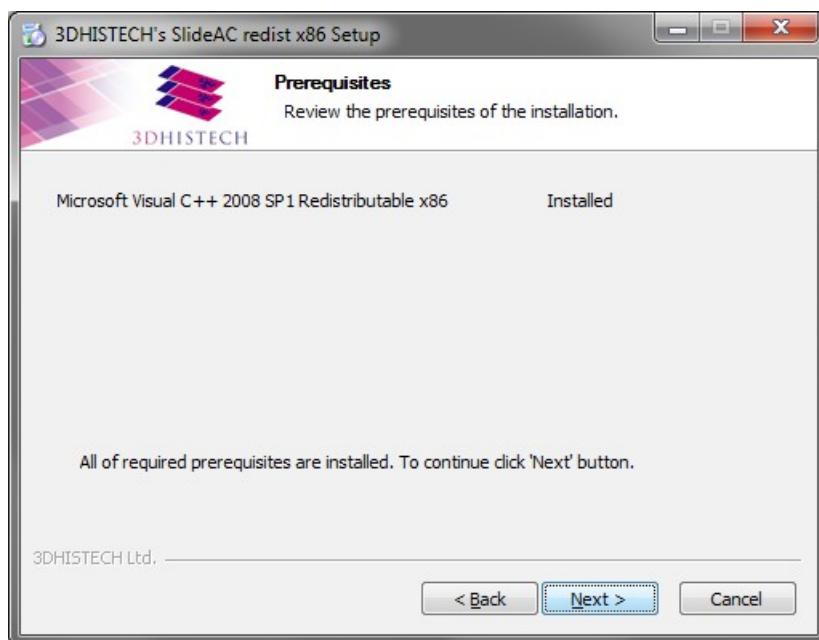 3DHISTECH's SlideAC redist x86 Setup
Prerequisites
Review the prerequisites of the installation.
3DHISTECH
Microsoft Visual C++ 2008 SP1 Redistributable x86 Installed
All of required prerequisites are installed. To continue click 'Next' button.
3DHISTECH Ltd.
< Back Next > Cancel